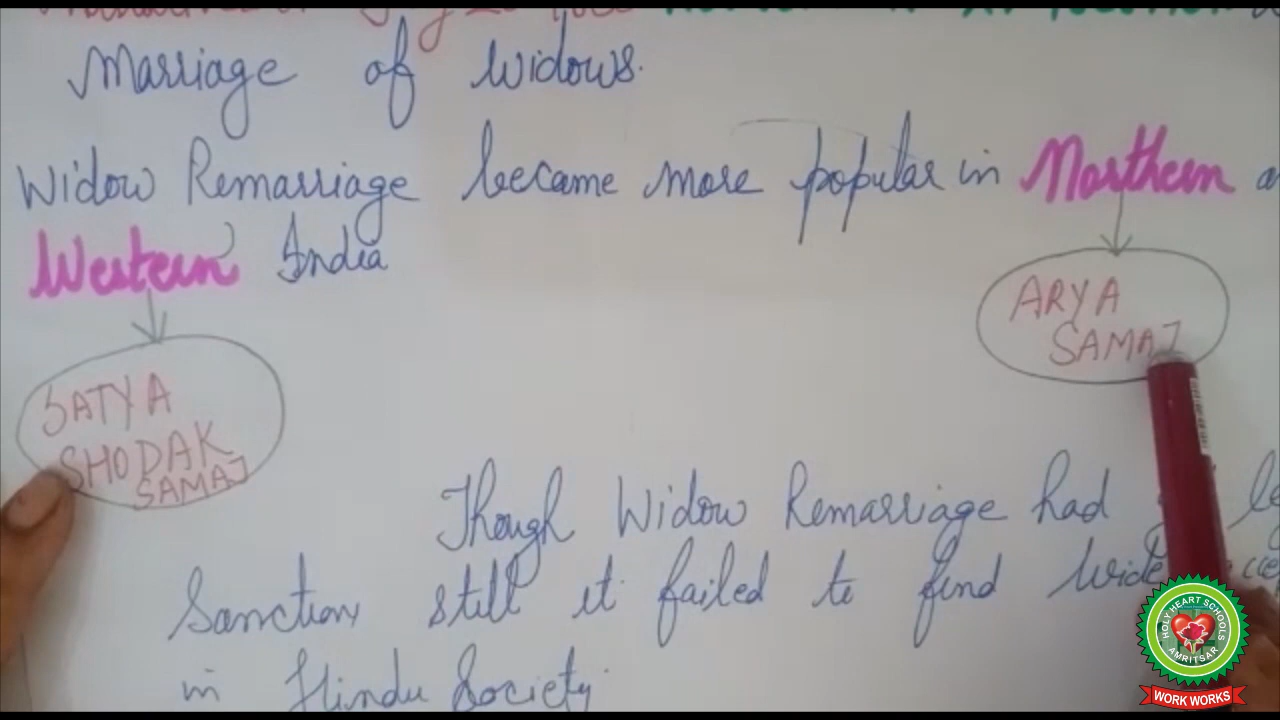 Marriage of Widows.
Widow Remarriage became more popular in Northern
Western India
ARYA
SAMAJ
SATYA
SHODAK
SAMAJ
Though Widow Remarriage had
Sanction still it failed to find wide
in Hindu Society.
HOLY HEART SCHOOLS
AMRITSAR
WORK WORKS